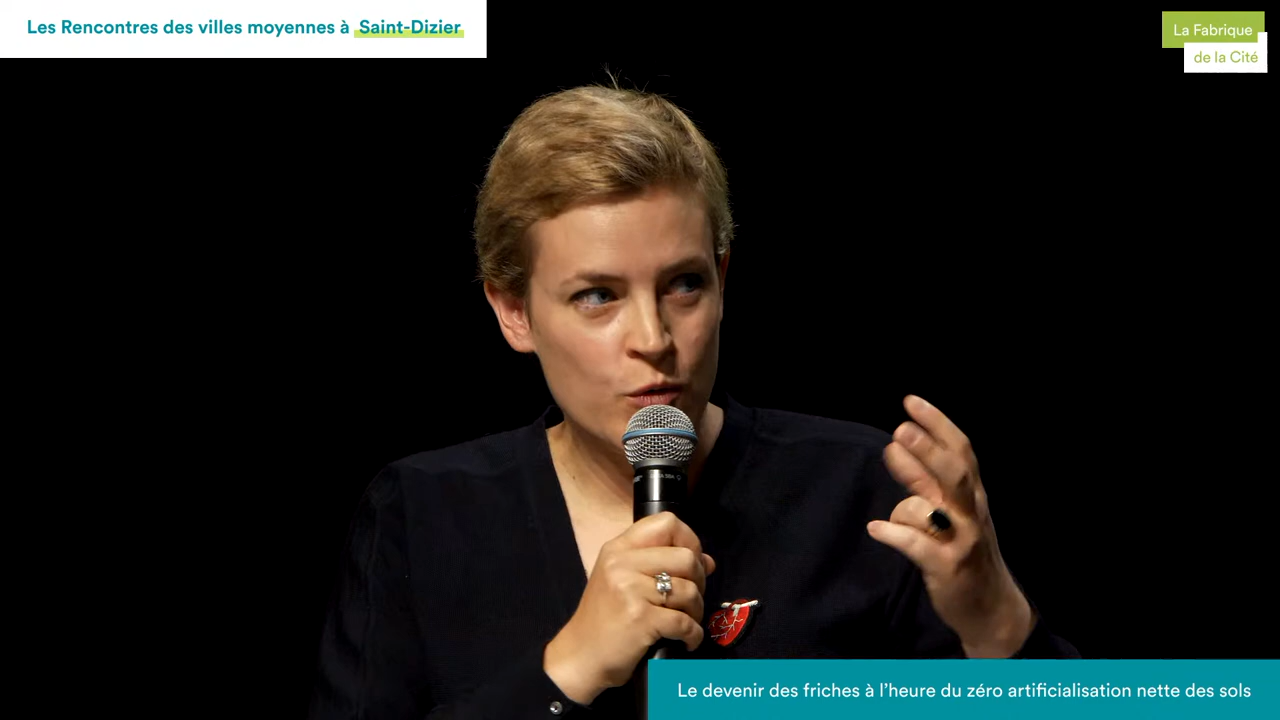 Les Rencontres des villes moyennes à Saint-Dizier
La Fabrique
de la Cité
Le devenir des friches à l'heure du zéro artificialisation nette des sols